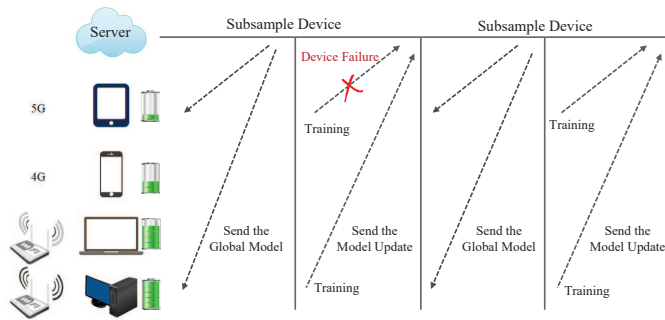 Server
Subsample Device
Subsample Device
Device Failure
5G
Training
Training
4G
Send the
Global Model
Send the
Model Update
Send the
Global Model
Send the
Model Update
Training
Training